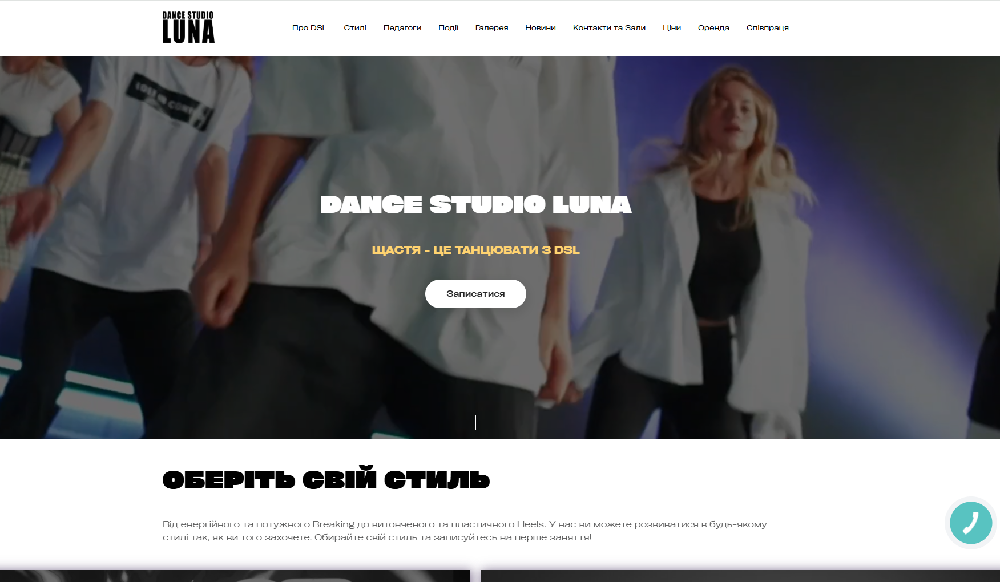 DANCE STUDIO
LUNA
Про DSL
Стилі
Педагоги
Події
Галерея
Новини
Контакти та Зали
Ціни
Оренда
Співпраця
LOST IN
DANCE STUDIO LUNA
ЩАСТЯ - ЦЕ ТАНЦЮВАТИ З DSL
Записатися
ОБЕРІТЬ СВІЙ СТИЛЬ
Від енергійного та потужного Breaking до витонченого та пластичного Heels. У нас ви можете розвиватися в будь-якому
стилі так, як ви того захочете. Обирайте свій стиль та записуйтесь на перше заняття!